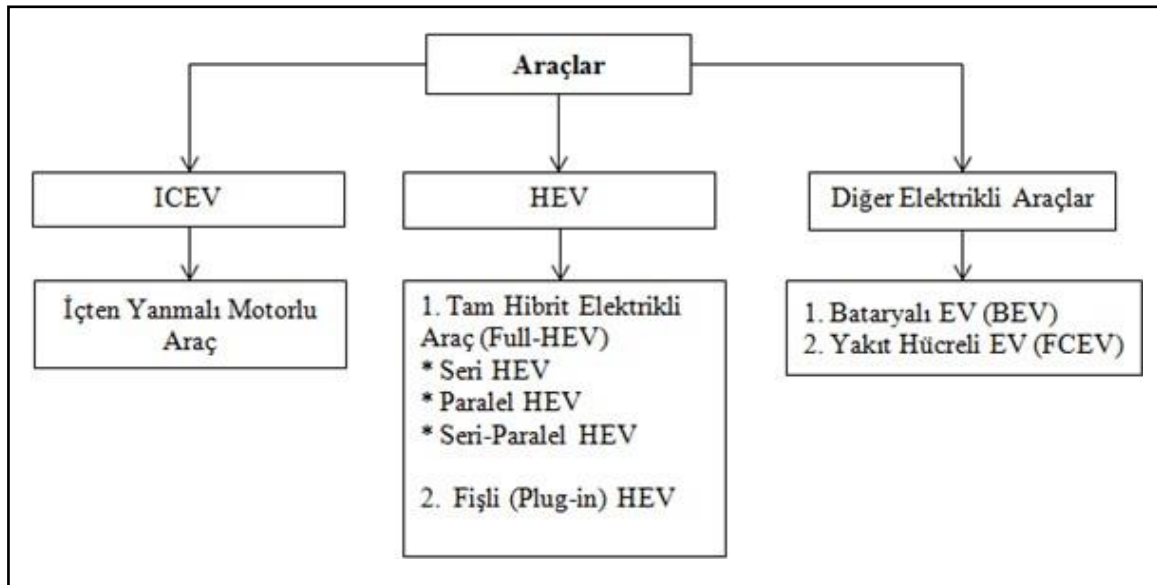 Araçlar
ICEV
HEV
Diğer Elektrikli Araçlar
İçten Yanmalı Motorlu
Araç
1. Tam Hibrit Elektrikli
Araç (Full-HEV)
* Seri HEV
* Paralel HEV
* Seri-Paralel HEV
2. Fişli (Plug-in) HEV
1. Bataryalı EV (BEV)
2. Yakıt Hücreli EV (FCEV)